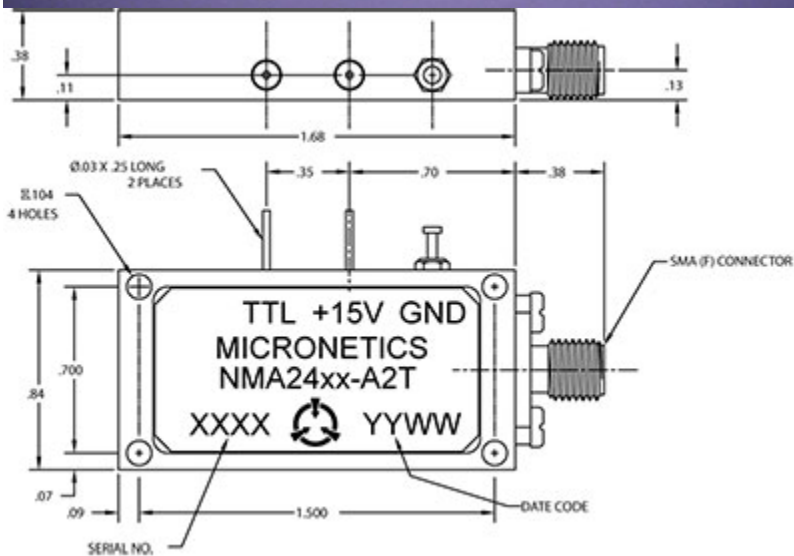 .38
.11
.13
1.68
Ø.03 X .25 LONG
2 PLACES
.35
.70
.38
.104
4 HOLES
SMA (F) CONNECTOR
TTL +15V GND
MICRONETICS
NMA24xx-A2T
XXXX YYWW
.700
.84
.07
.09
1.500
DATE CODE
SERIAL NO.